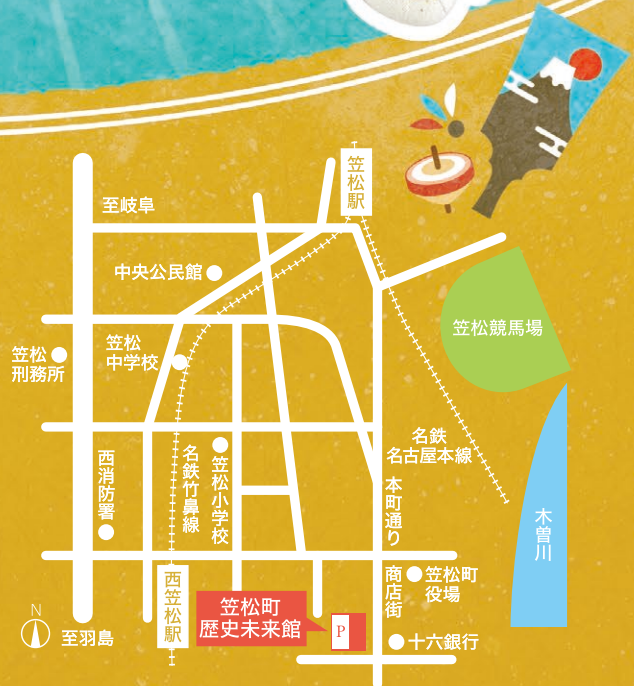 笠松駅
至岐阜
中央公民館
笠松競馬場
笠松
中学校
笠松
刑務所
名鉄
名古屋本線
西消防署
名鉄竹鼻線
笠松小学校
本町通り
木曽川
西笠松駅
商店街
笠松町
役場
笠松町
歴史未来館
P
N
至羽島
十六銀行